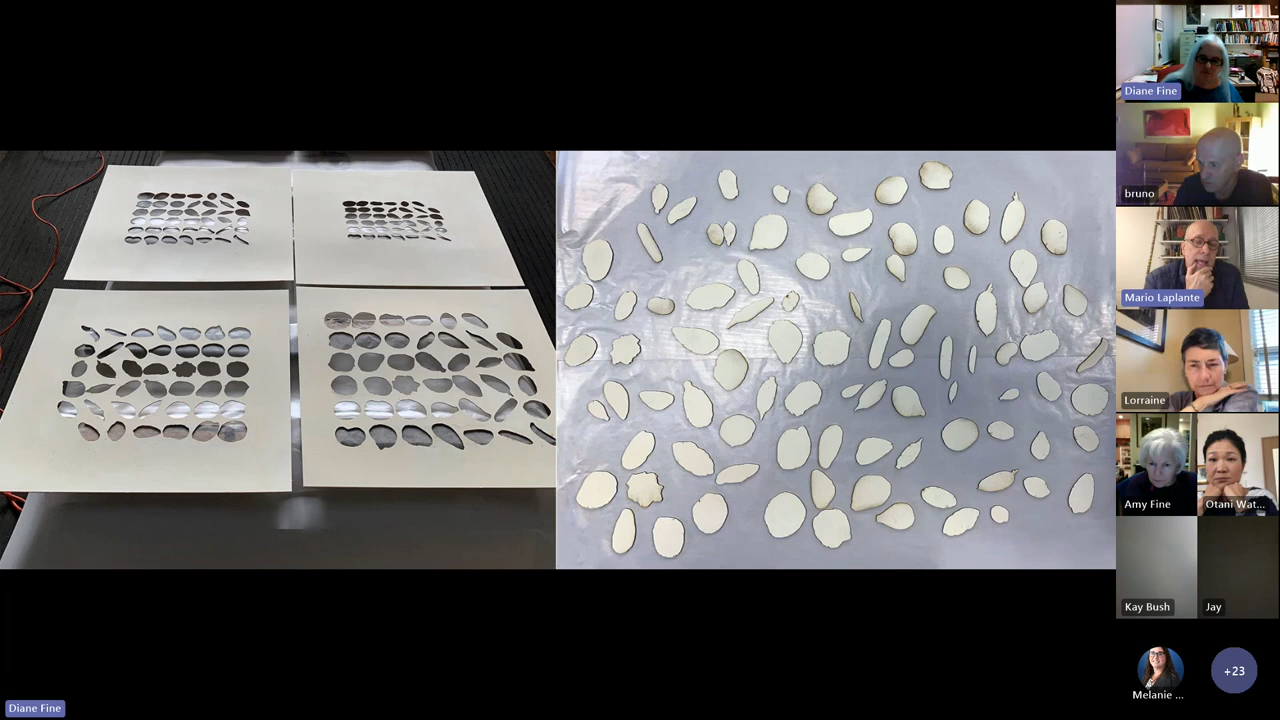 Diane Fine
bruno
Mario Laplante
Lorraine
Amy Fine
Otani Wat...
Kay Bush
Jay
Melanie ...
+23
Diane Fine